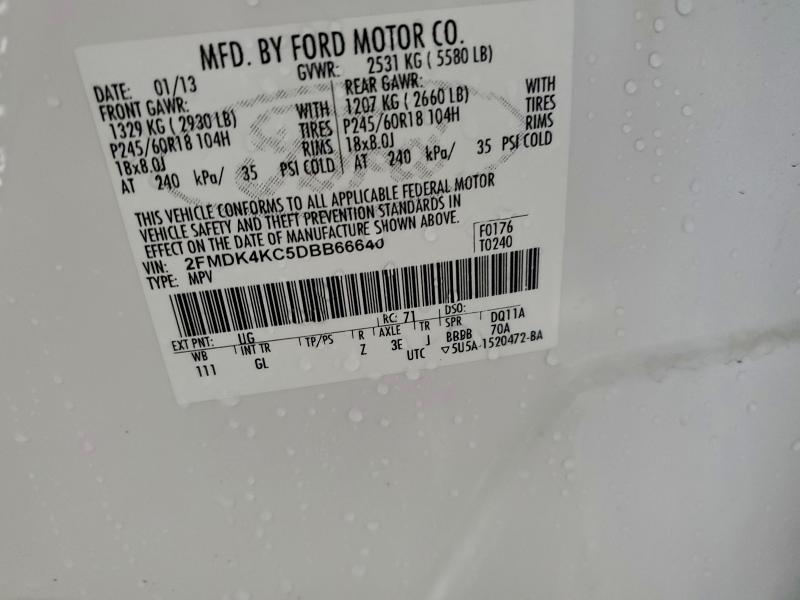 MFD. BY FORD MOTOR CO.
DATE: 01/13 GVWR: 2531 KG ( 5580 LB)
FRONT GAWR: REAR GAWR:
1329 KG ( 2930 LB) WITH 1207 KG ( 2660 LB) WITH
P245/60R18 104H TIRES P245/60R18 104H TIRES
18x8.0J RIMS 18x8.0J RIMS
AT 240 kPa/ 35 PSI COLD AT 240 kPa/ 35 PSI COLD
THIS VEHICLE CONFORMS TO ALL APPLICABLE FEDERAL MOTOR
VEHICLE SAFETY AND THEFT PREVENTION STANDARDS IN
EFFECT ON THE DATE OF MANUFACTURE SHOWN ABOVE.
VIN: 2FMDK4KC5DBB66640 F0176
TYPE: MPV T0240
EXT PNT: UG RC: 71 DSO:
WB INT TR TP/PS R AXLE TR SPR DQ11A
111 GL Z 3E J BBDB 70A
UTC ▽5U5A-1520472-BA